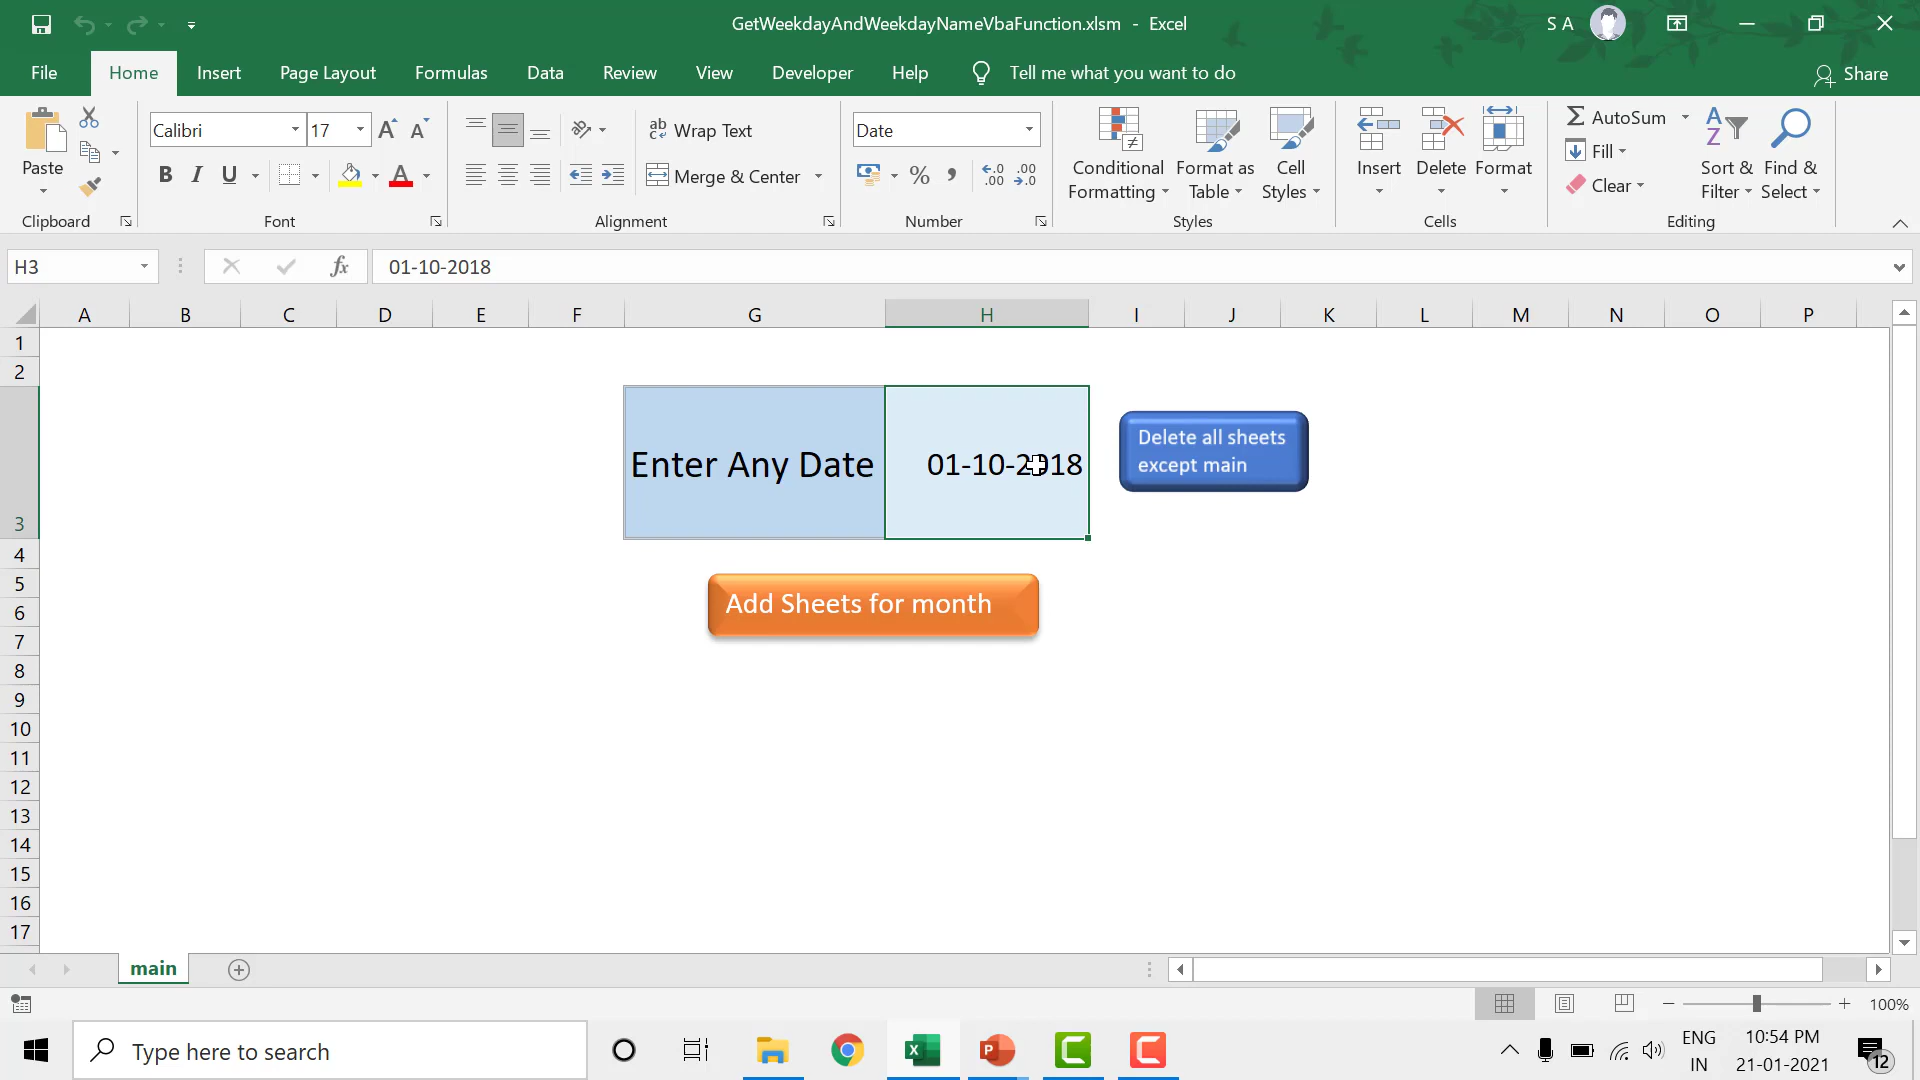 GetWeekdayAndWeekdayNameVbaFunction.xlsm - Excel
S A
File Home Insert Page Layout Formulas Data Review View Developer Help Tell me what you want to do Share
Paste
Clipboard
Calibri 17
B I U
Font
Wrap Text
Merge & Center
Alignment
Date
Number
Conditional Formatting
Format as Table
Cell Styles
Styles
Insert Delete Format
Cells
AutoSum
Fill
Clear
Sort & Filter
Find & Select
Editing
H3 fx 01-10-2018
A B C D E F G H I J K L M N O P
1
2
3
4
5
6
7
8
9
10
11
12
13
14
15
16
17
Enter Any Date 01-10-2018
Delete all sheets
except main
Add Sheets for month
main
100%
Type here to search
ENG
IN
10:54 PM
21-01-2021
12